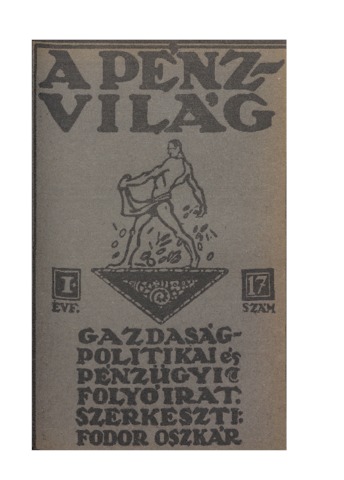 A PÉNZ-
VILÁG
I.
ÉVF.
17
SZÁM
GAZDASÁG-
POLITIKAI és
PÉNZÜGYI
FOLYÓIRAT.
SZERKESZTI:
FODOR OSZKÁR